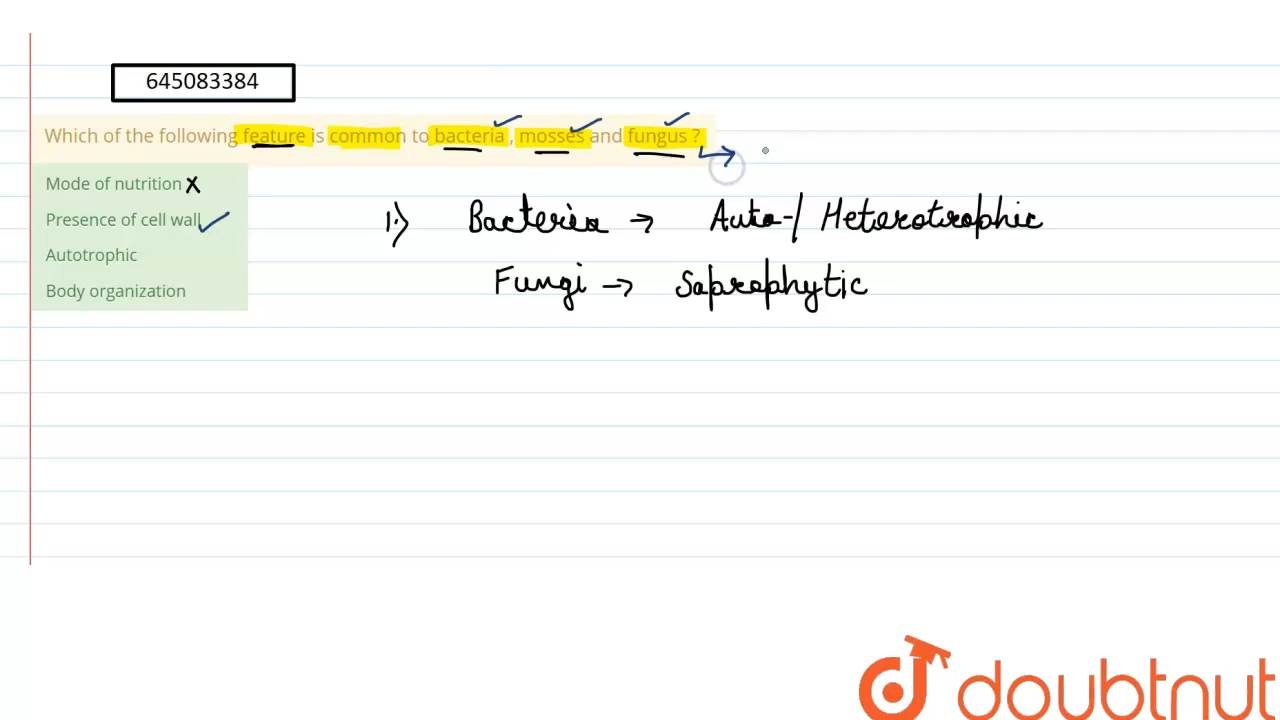 645083384
Which of the following feature is common to bacteria , mosses and fungus ?
Mode of nutrition X
Presence of cell wall
Autotrophic
Body organization
1.) Bacteria → Auto-/ Heterotrophic
Fungi → Saprophytic
doubtnut